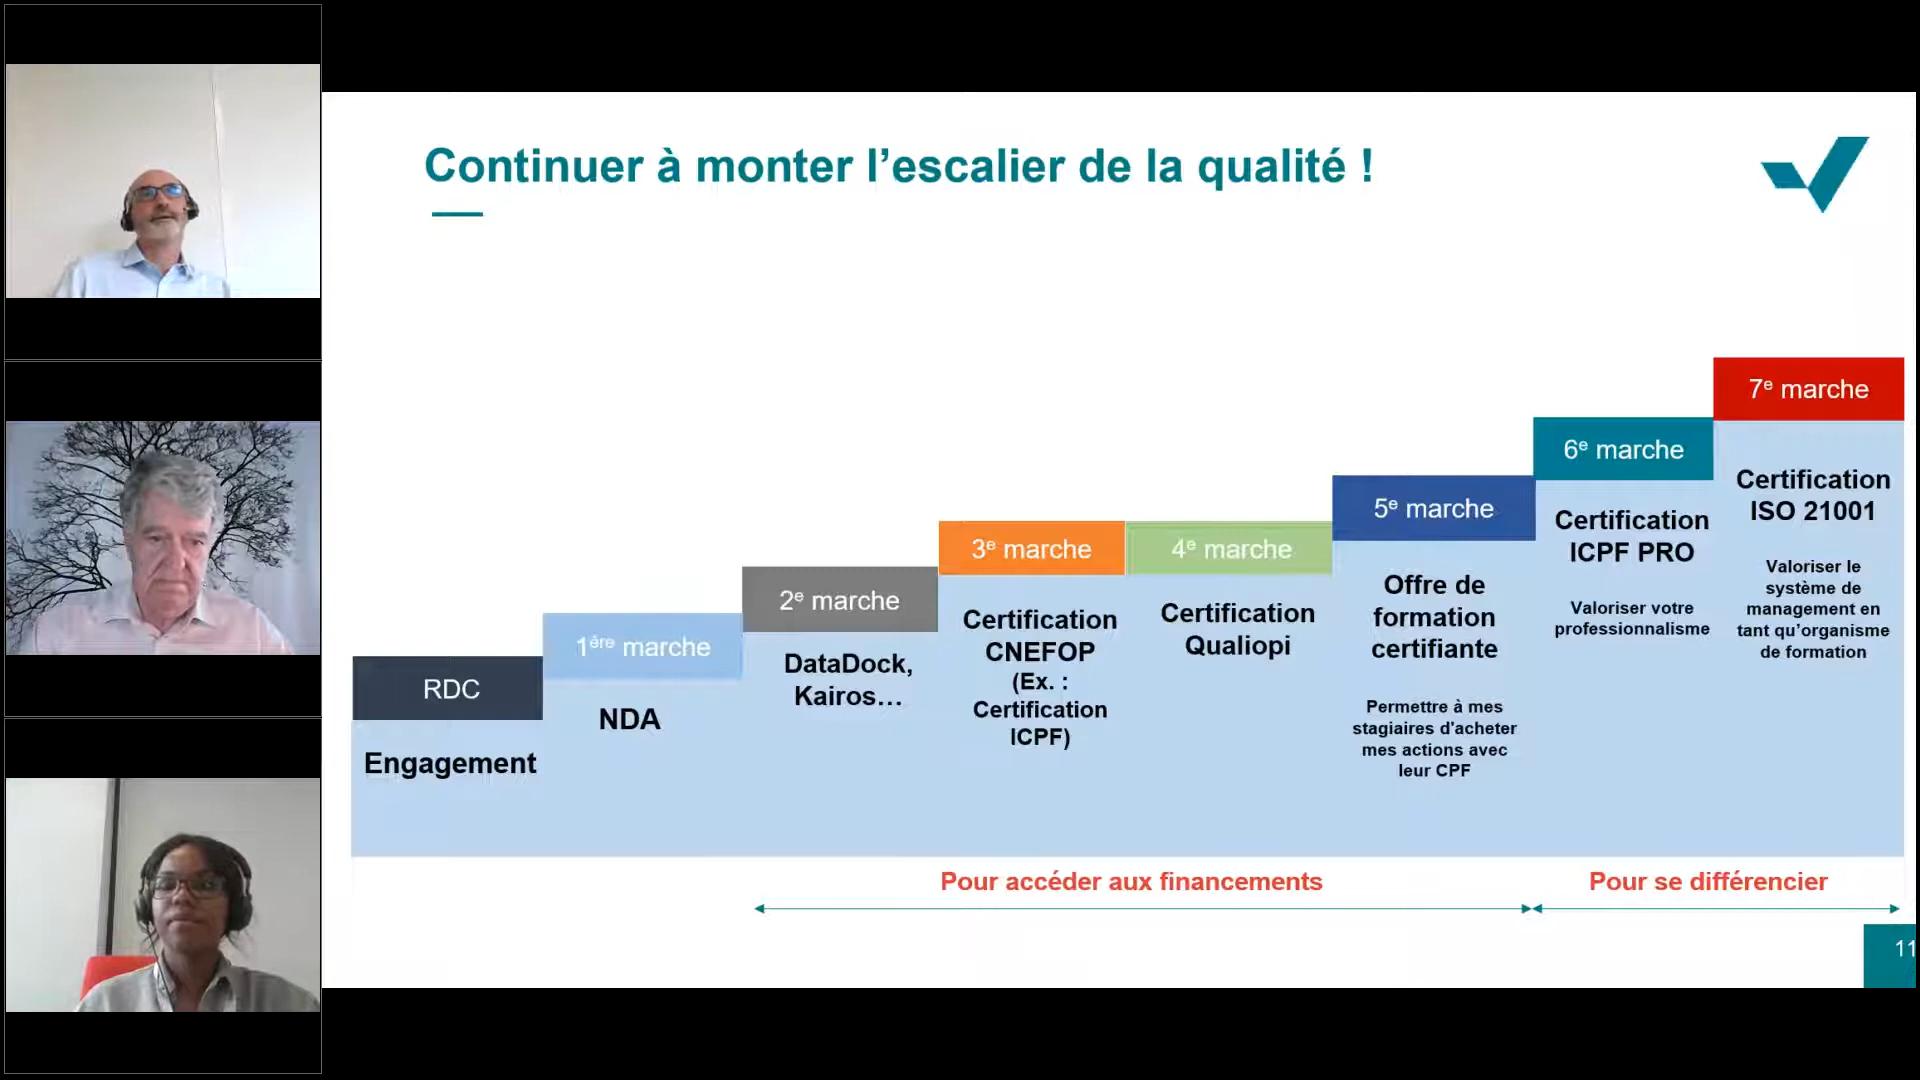 Continuer à monter l’escalier de la qualité !
RDC
Engagement
1ère marche
NDA
2e marche
DataDock,
Kairos…
3e marche
Certification
CNEFOP
(Ex. :
Certification
ICPF)
4e marche
Certification
Qualiopi
5e marche
Offre de
formation
certifiante
Permettre à mes
stagiaires d'acheter
mes actions avec
leur CPF
6e marche
Certification
ICPF PRO
Valoriser votre
professionnalisme
7e marche
Certification
ISO 21001
Valoriser le
système de
management en
tant qu’organisme
de formation
Pour accéder aux financements
Pour se différencier
11